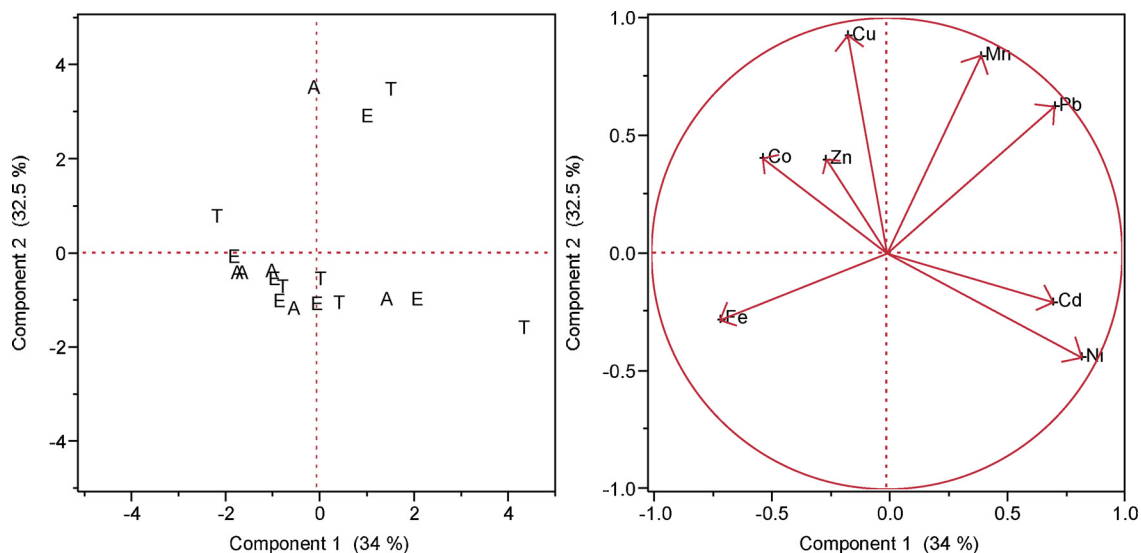 4
2
0
-2
-4
Component 2 (32.5 %)
A T
E
T
E
A A A E T T
E A E T A E
T
-4 -2 0 2 4
Component 1 (34 %)
1.0
0.5
0.0
-0.5
-1.0
Component 2 (32.5 %)
Cu
Mn
Pb
Co Zn
Cd
Fe
Ni
-1.0 -0.5 0.0 0.5 1.0
Component 1 (34 %)